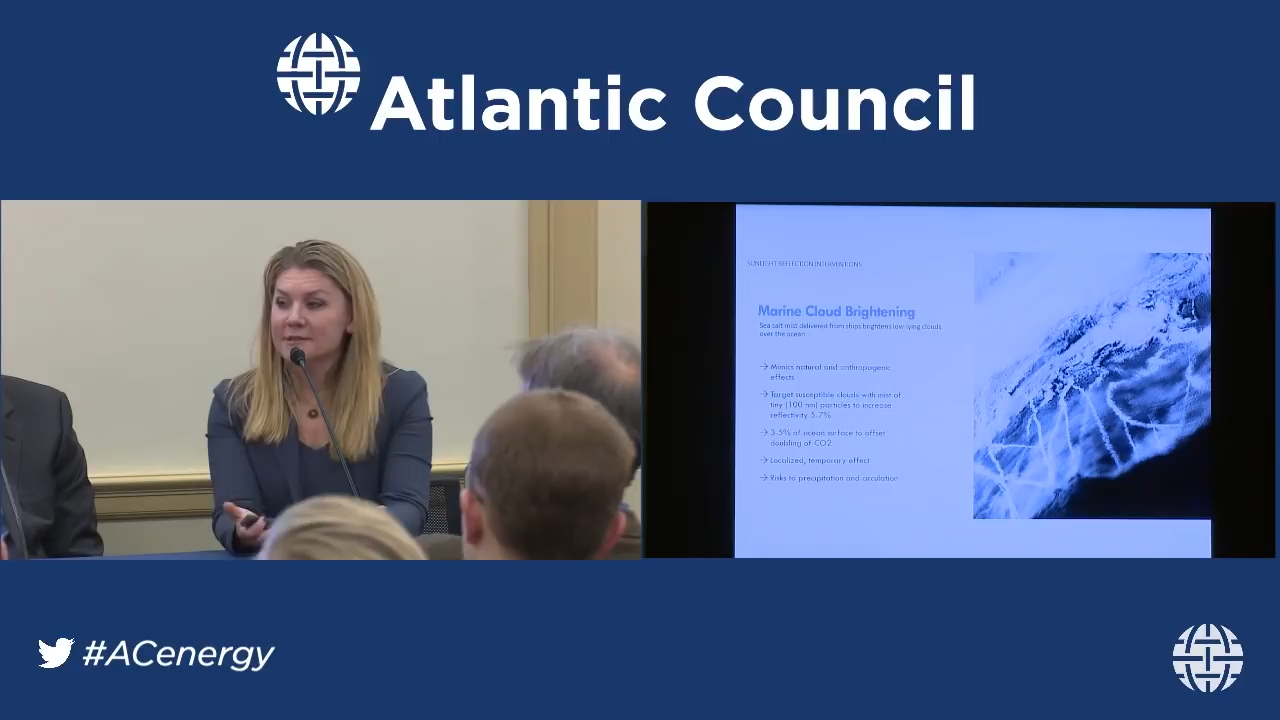 Atlantic Council
SUNLIGHT REFLECTION INTERVENTIONS
Marine Cloud Brightening
Sea salt mist delivered from ships brightens low-lying clouds
over the ocean
→ Mimics natural and anthropogenic
effects
→ Target susceptible clouds with mist of
tiny (100 nm) particles to increase
reflectivity 5-7%
→ 3-5% of ocean surface to offset
doubling of CO2
→ Localized, temporary effect
→ Risks to precipitation and circulation
#ACenergy